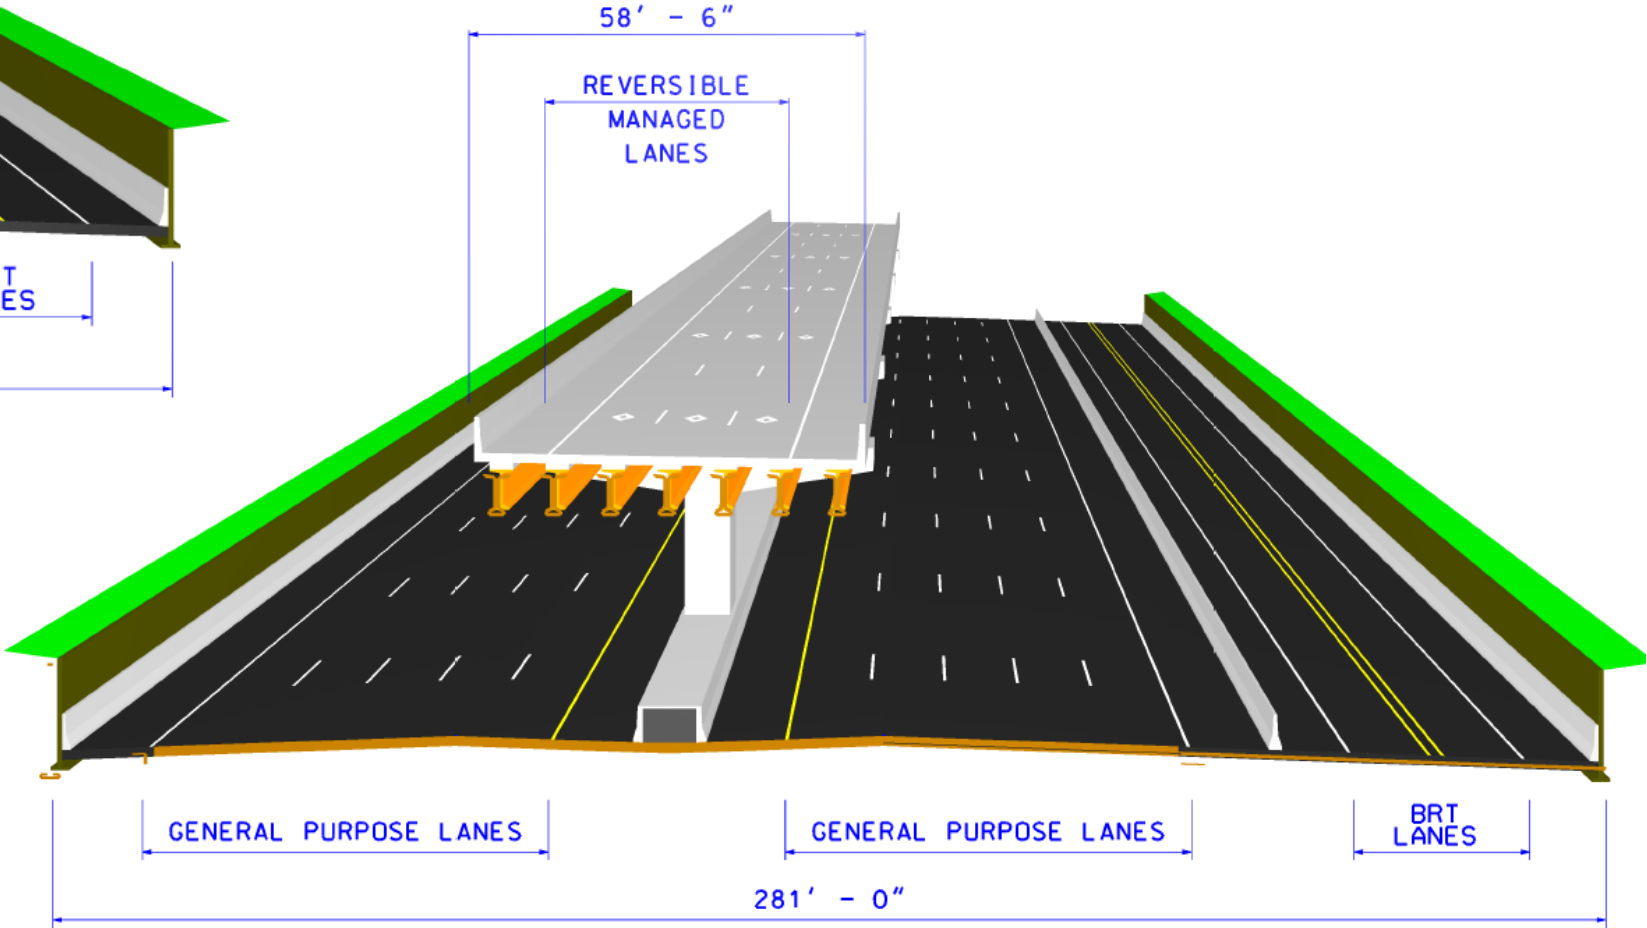 58' - 6"
REVERSIBLE
MANAGED
LANES
T
ES
GENERAL PURPOSE LANES
GENERAL PURPOSE LANES
BRT
LANES
281' - 0"